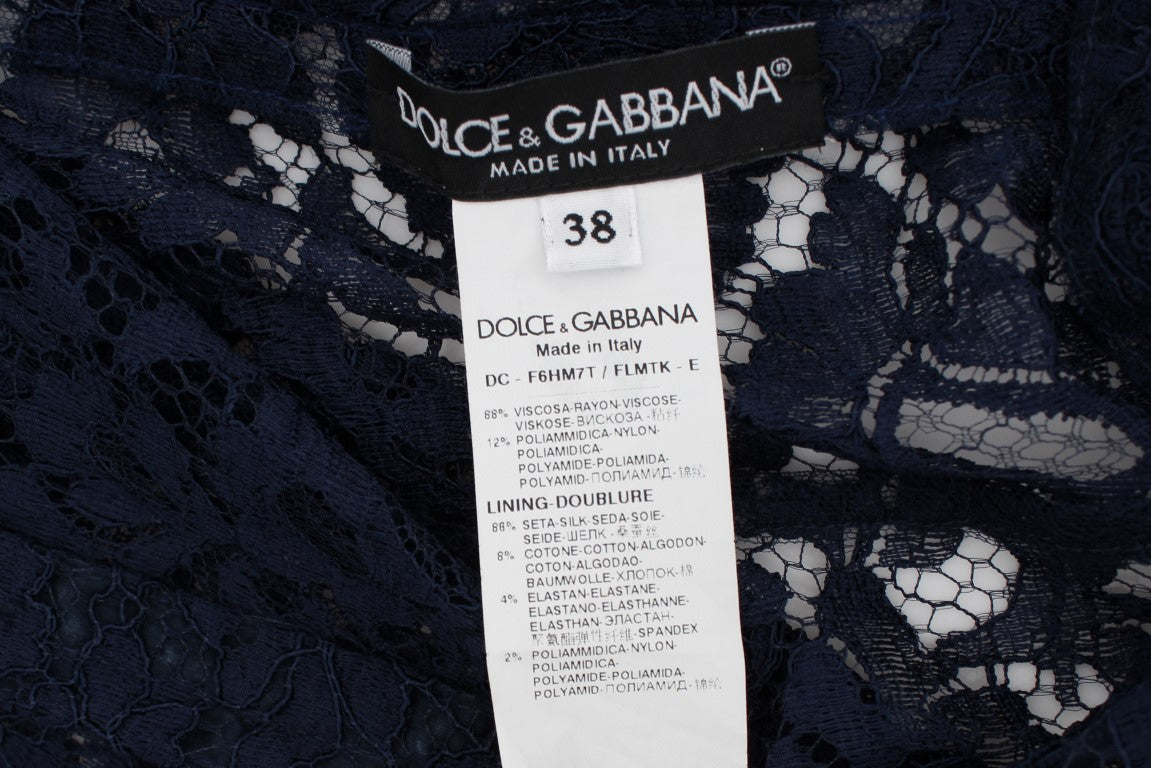 DOLCE & GABBANA®
MADE IN ITALY
38
DOLCE & GABBANA
Made in Italy
DC - F6HM7T / FLMTK - E
88% VISCOSA-RAYON-VISCOSE-
VISKOSE-ВИСКОЗА-粘纤
12% POLIAMMIDICA-NYLON-
POLIAMIDICA-
POLYAMIDE-POLIAMIDA-
POLYAMID-ПОЛИАМИД-锦纶
LINING-DOUBLURE
86% SETA-SILK-SEDA-SOIE-
SEIDE-ШЕЛК-桑蚕丝
8% COTONE-COTTON-ALGODON-
COTON-ALGODAO-
BAUMWOLLE-ХЛОПОК-棉
4% ELASTAN-ELASTANE-
ELASTANO-ELASTHANNE-
ELASTHAN-ЭЛАСТАН-
聚氨酯弹性纤维-SPANDEX
2% POLIAMMIDICA-NYLON-
POLIAMIDICA-
POLYAMIDE-POLIAMIDA-
POLYAMID-ПОЛИАМИД-锦纶